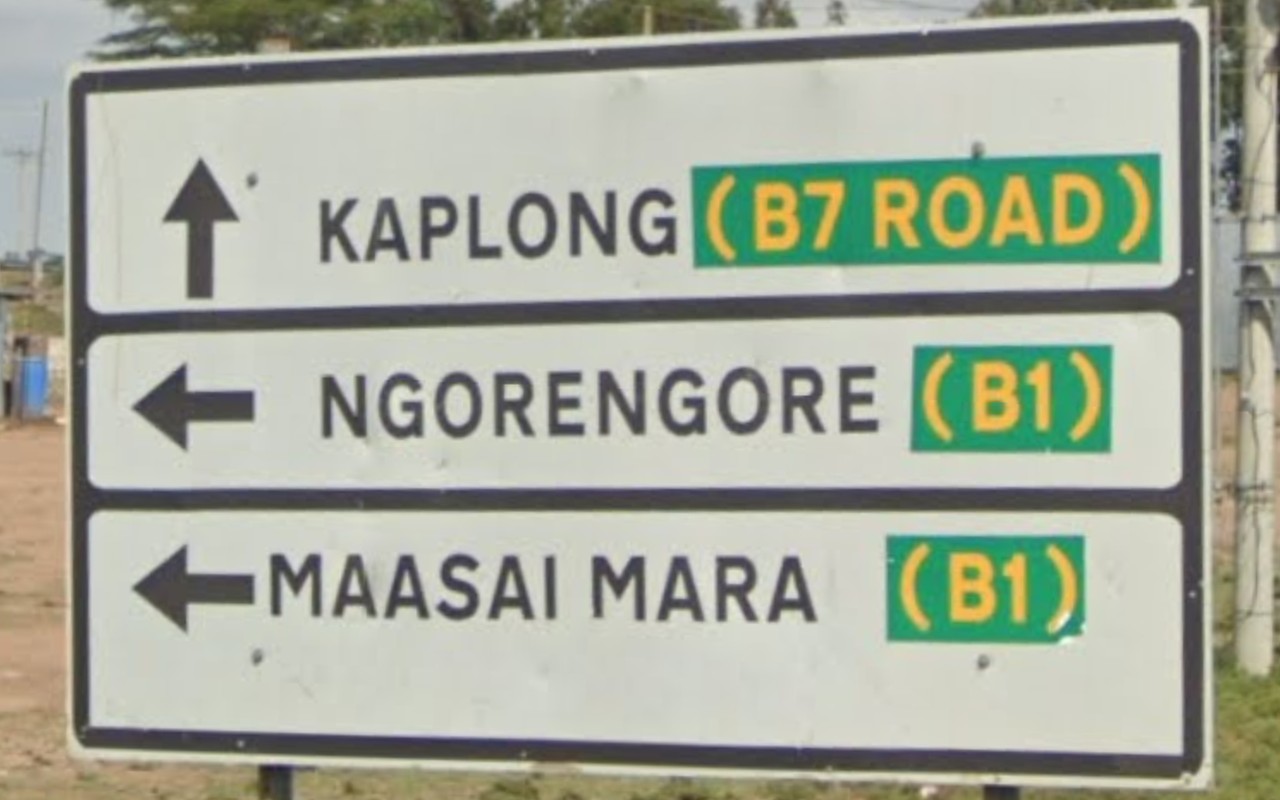 KAPLONG (B7 ROAD)
NGORENGORE (B1)
MAASAI MARA (B1)